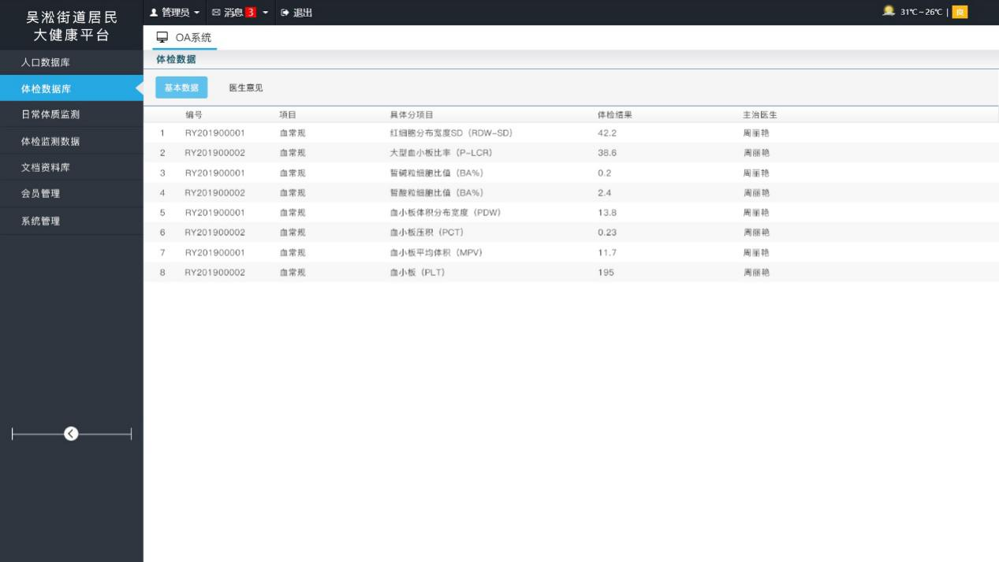 吴淞街道居民
大健康平台
管理员 消息 3 退出
31℃~26℃ | 良
OA系统
人口数据库
体检数据库
日常体质监测
体检监测数据
文档资料库
会员管理
系统管理
体检数据
基本数据 医生意见
编号 项目 具体分项目 体检结果 主治医生
1 RY201900001 血常规 红细胞分布宽度SD（RDW-SD） 42.2 周丽艳
2 RY201900002 血常规 大型血小板比率（P-LCR） 38.6 周丽艳
3 RY201900001 血常规 皙碱粒细胞比值（BA%） 0.2 周丽艳
4 RY201900002 血常规 皙酸粒细胞比值（BA%） 2.4 周丽艳
5 RY201900001 血常规 血小板体积分布宽度（PDW） 13.8 周丽艳
6 RY201900002 血常规 血小板压积（PCT） 0.23 周丽艳
7 RY201900001 血常规 血小板平均体积（MPV） 11.7 周丽艳
8 RY201900002 血常规 血小板（PLT） 195 周丽艳